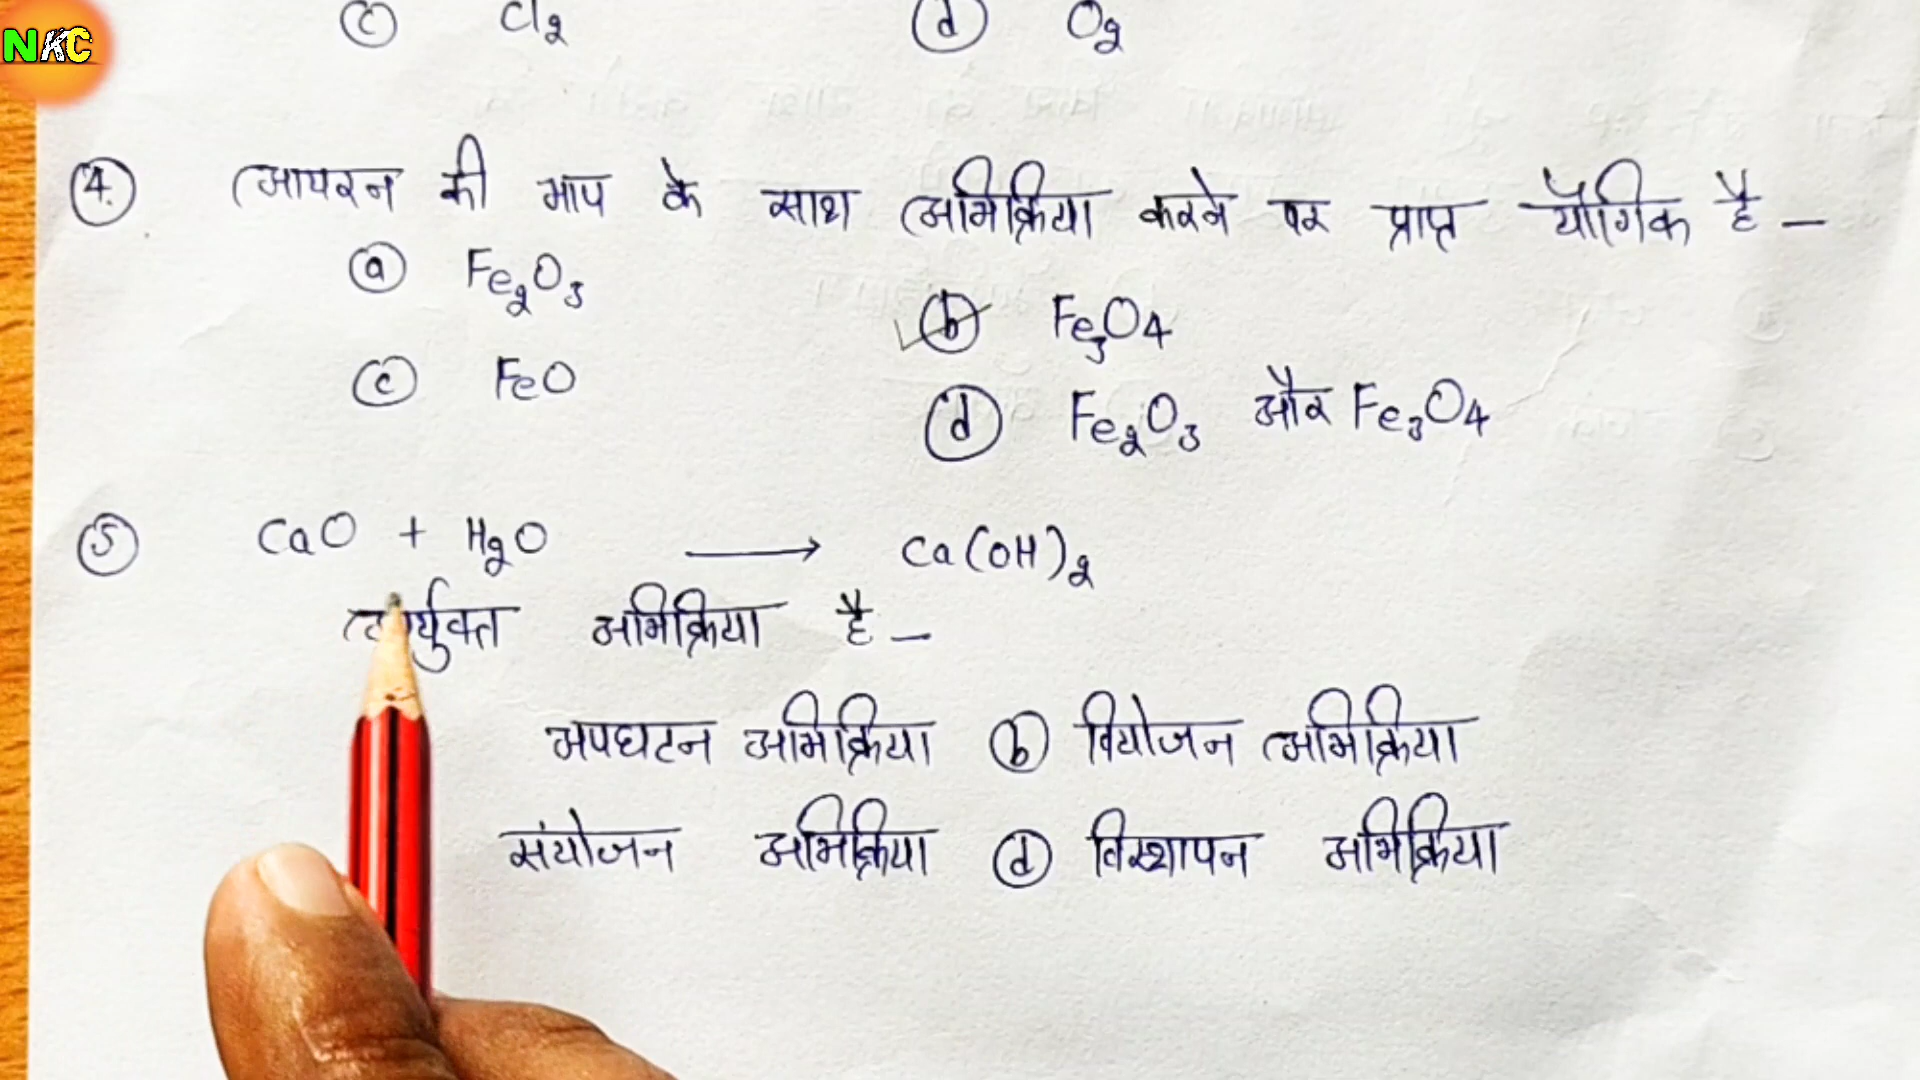 NKC
(c) Cl₂ (d) O₂
(4.) आयरन की भाप के साथ अभिक्रिया करने पर प्राप्त यौगिक है –
(a) Fe₂O₃
(b) Fe₃O₄
(c) FeO
(d) Fe₂O₃ और Fe₃O₄
(5) CaO + H₂O ⟶ Ca(OH)₂
अभिक्रिया है –
अपघटन अभिक्रिया (b) वियोजन अभिक्रिया
संयोजन अभिक्रिया (d) विस्थापन अभिक्रिया